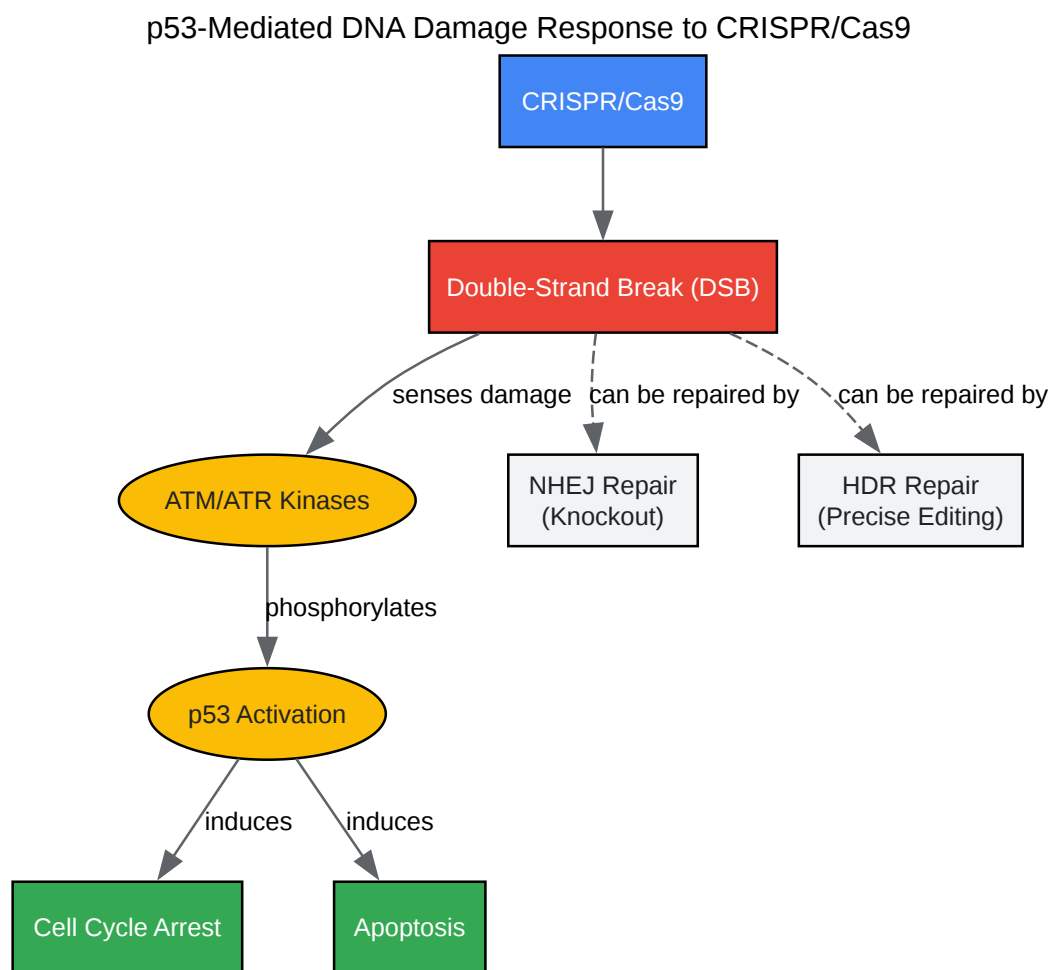 p53-Mediated DNA Damage Response to CRISPR/Cas9
CRISPR/Cas9
Double-Strand Break (DSB)
senses damage
can be repaired by
can be repaired by
ATM/ATR Kinases
NHEJ Repair
(Knockout)
HDR Repair
(Precise Editing)
phosphorylates
p53 Activation
induces
induces
Cell Cycle Arrest
Apoptosis